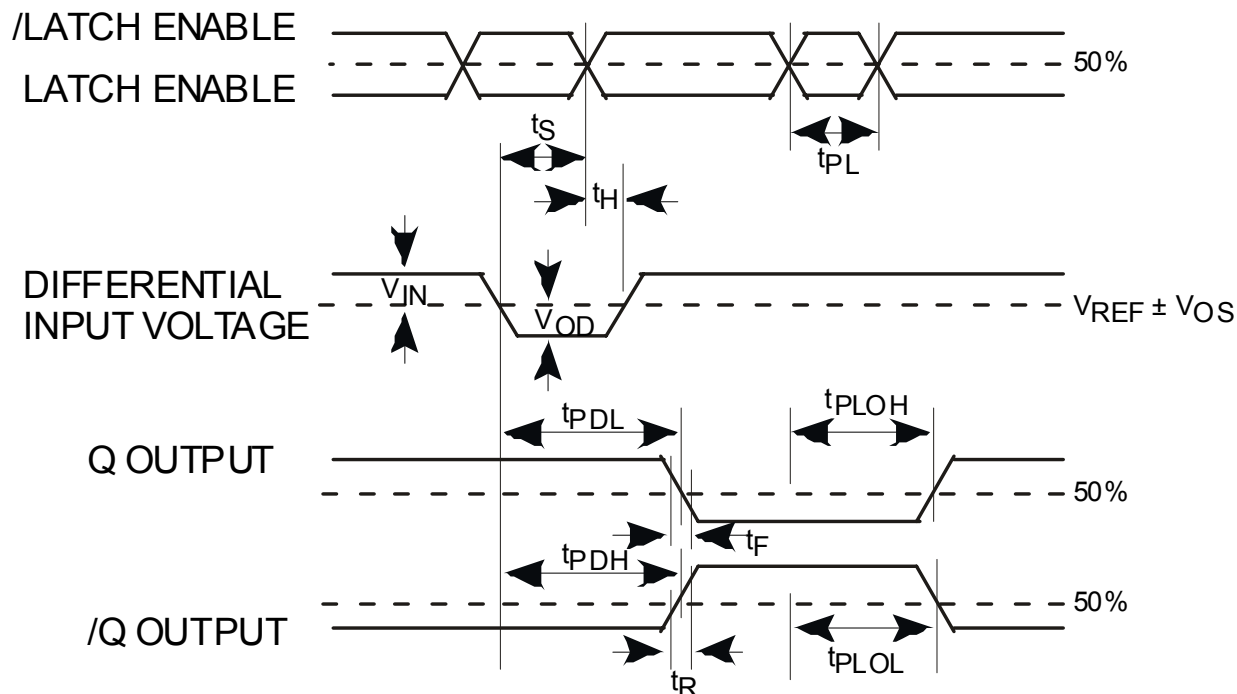 /LATCH ENABLE
50%
LATCH ENABLE
tS
tPL
tH
DIFFERENTIAL
INPUT VOLTAGE
VIN
VOD
VREF ± VOS
tPDL
tPLOH
Q OUTPUT
50%
tF
tPDH
50%
/Q OUTPUT
tPLOL
tR